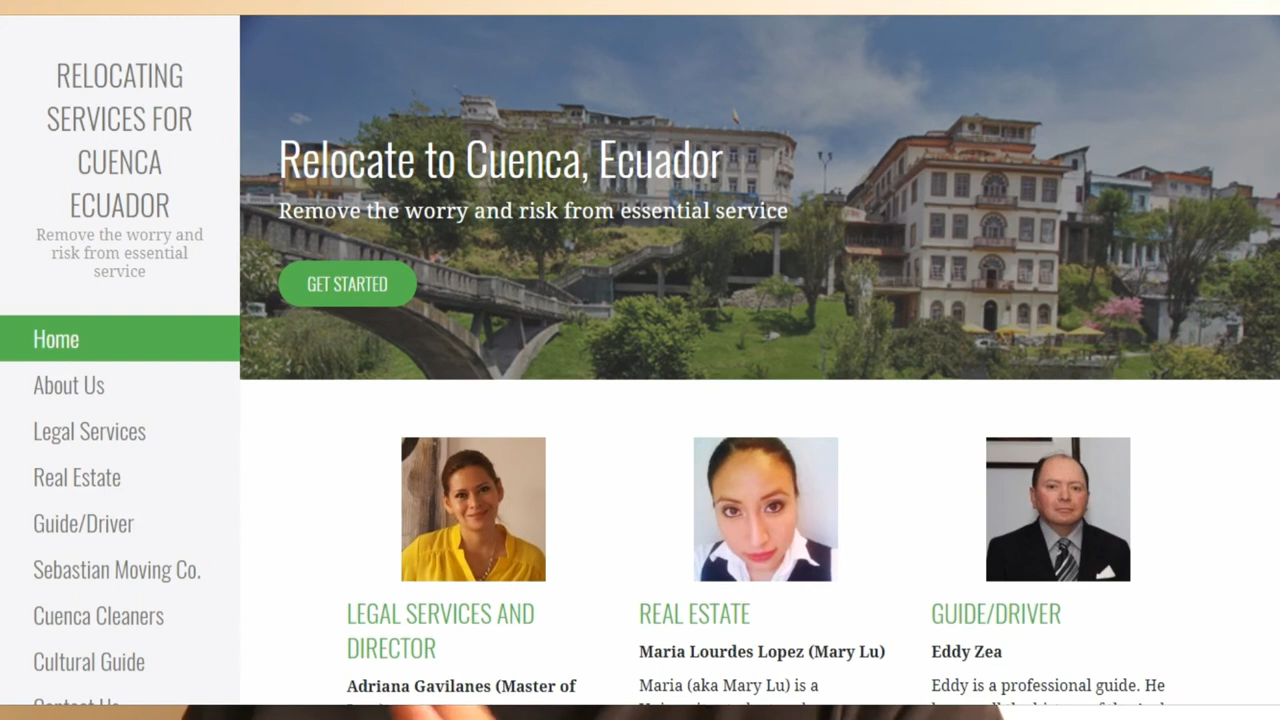 RELOCATING
SERVICES FOR
CUENCA
ECUADOR
Remove the worry and
risk from essential
service
Home
About Us
Legal Services
Real Estate
Guide/Driver
Sebastian Moving Co.
Cuenca Cleaners
Cultural Guide
Contact Us
Relocate to Cuenca, Ecuador
Remove the worry and risk from essential service
GET STARTED
LEGAL SERVICES AND
DIRECTOR
Adriana Gavilanes (Master of
REAL ESTATE
Maria Lourdes Lopez (Mary Lu)
Maria (aka Mary Lu) is a
GUIDE/DRIVER
Eddy Zea
Eddy is a professional guide. He